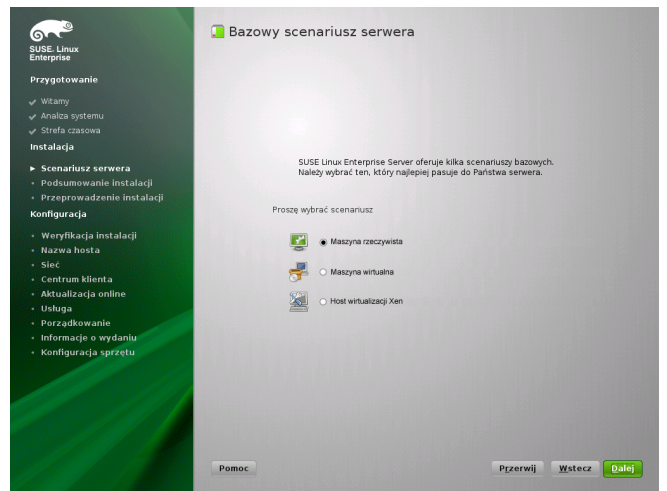 SUSE. Linux
Enterprise
Przygotowanie
Witamy
Analiza systemu
Strefa czasowa
Instalacja
Scenariusz serwera
Podsumowanie instalacji
Przeprowadzenie instalacji
Konfiguracja
Weryfikacja instalacji
Nazwa hosta
Sieć
Centrum klienta
Aktualizacja online
Usługa
Porządkowanie
Informacje o wydaniu
Konfiguracja sprzętu
Bazowy scenariusz serwera
SUSE Linux Enterprise Server oferuje kilka scenariuszy bazowych.
Należy wybrać ten, który najlepiej pasuje do Państwa serwera.
Proszę wybrać scenariusz
Maszyna rzeczywista
Maszyna wirtualna
Host wirtualizacji Xen
Pomoc
Przerwij
Wstecz
Dalej